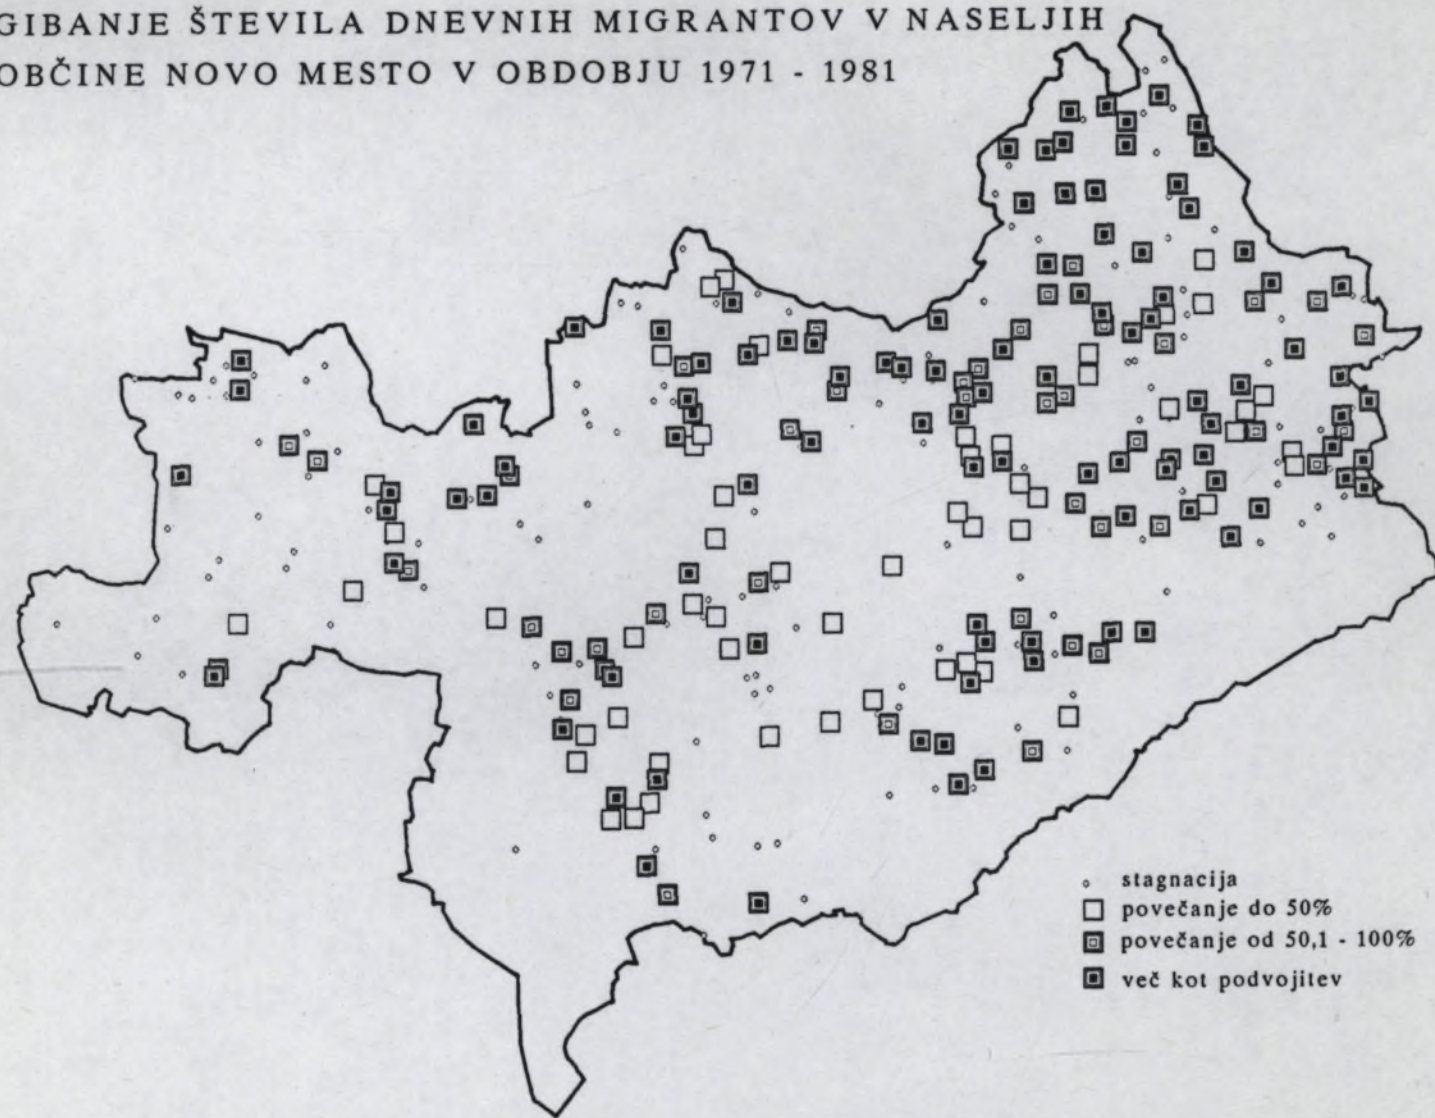 GIBANJE ŠTEVILA DNEVNIH MIGRANTOV V NASELJIH
OBČINE NOVO MESTO V OBDOBJU 1971 - 1981
stagnacija
povečanje do 50%
povečanje od 50,1 - 100%
več kot podvojitev